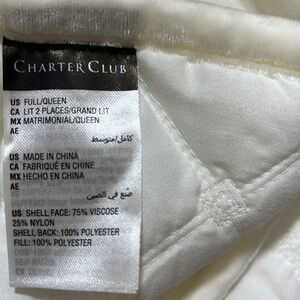 CHARTER CLUB
US FULL/QUEEN
CA LIT 2 PLACES/GRAND LIT
MX MATRIMONIAL/QUEEN
AE
كامل/متوسط
US MADE IN CHINA
CA FABRIQUÉ EN CHINE
MX HECHO EN CHINA
AE
صُنع في الصين
US SHELL FACE: 75% VISCOSE
25% NYLON
SHELL BACK: 100% POLYESTER
FILL: 100% POLYESTER